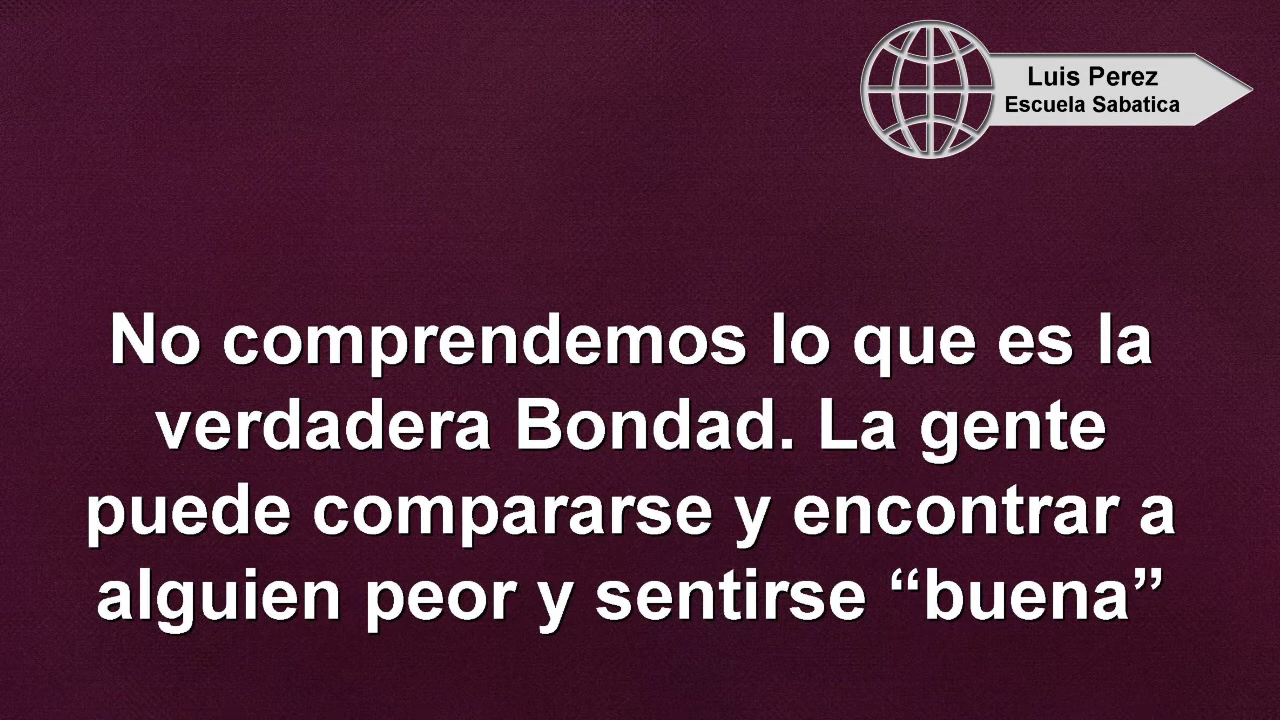 Luis Perez
Escuela Sabatica
No comprendemos lo que es la
verdadera Bondad. La gente
puede compararse y encontrar a
alguien peor y sentirse “buena”